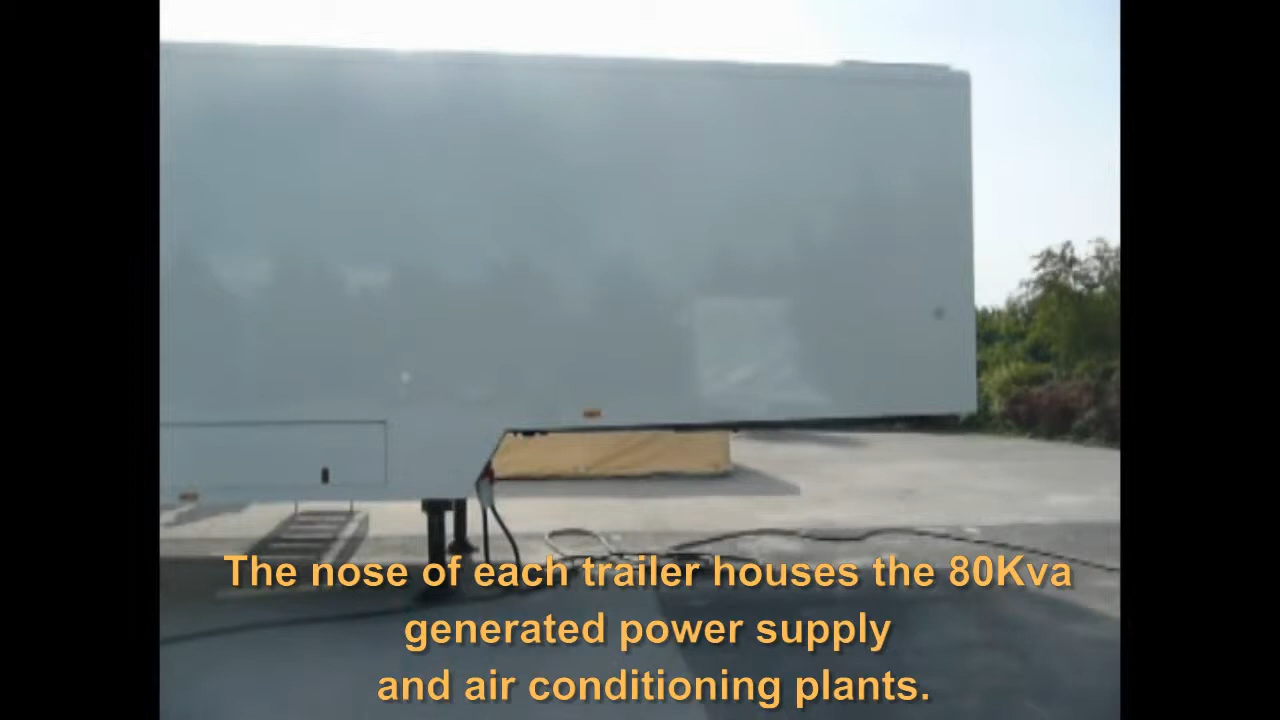 The nose of each trailer houses the 80Kva
generated power supply
and air conditioning plants.